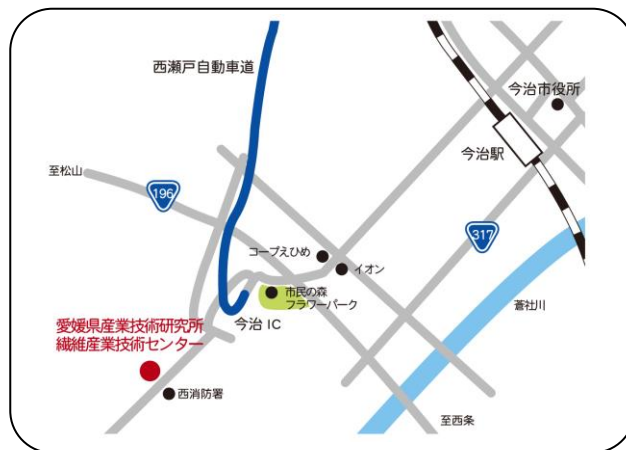 西瀬戸自動車道
今治市役所
今治駅
至松山
196
317
コープえひめ
イオン
市民の森
フラワーパーク
蒼社川
今治 IC
愛媛県産業技術研究所
繊維産業技術センター
西消防署
至西条